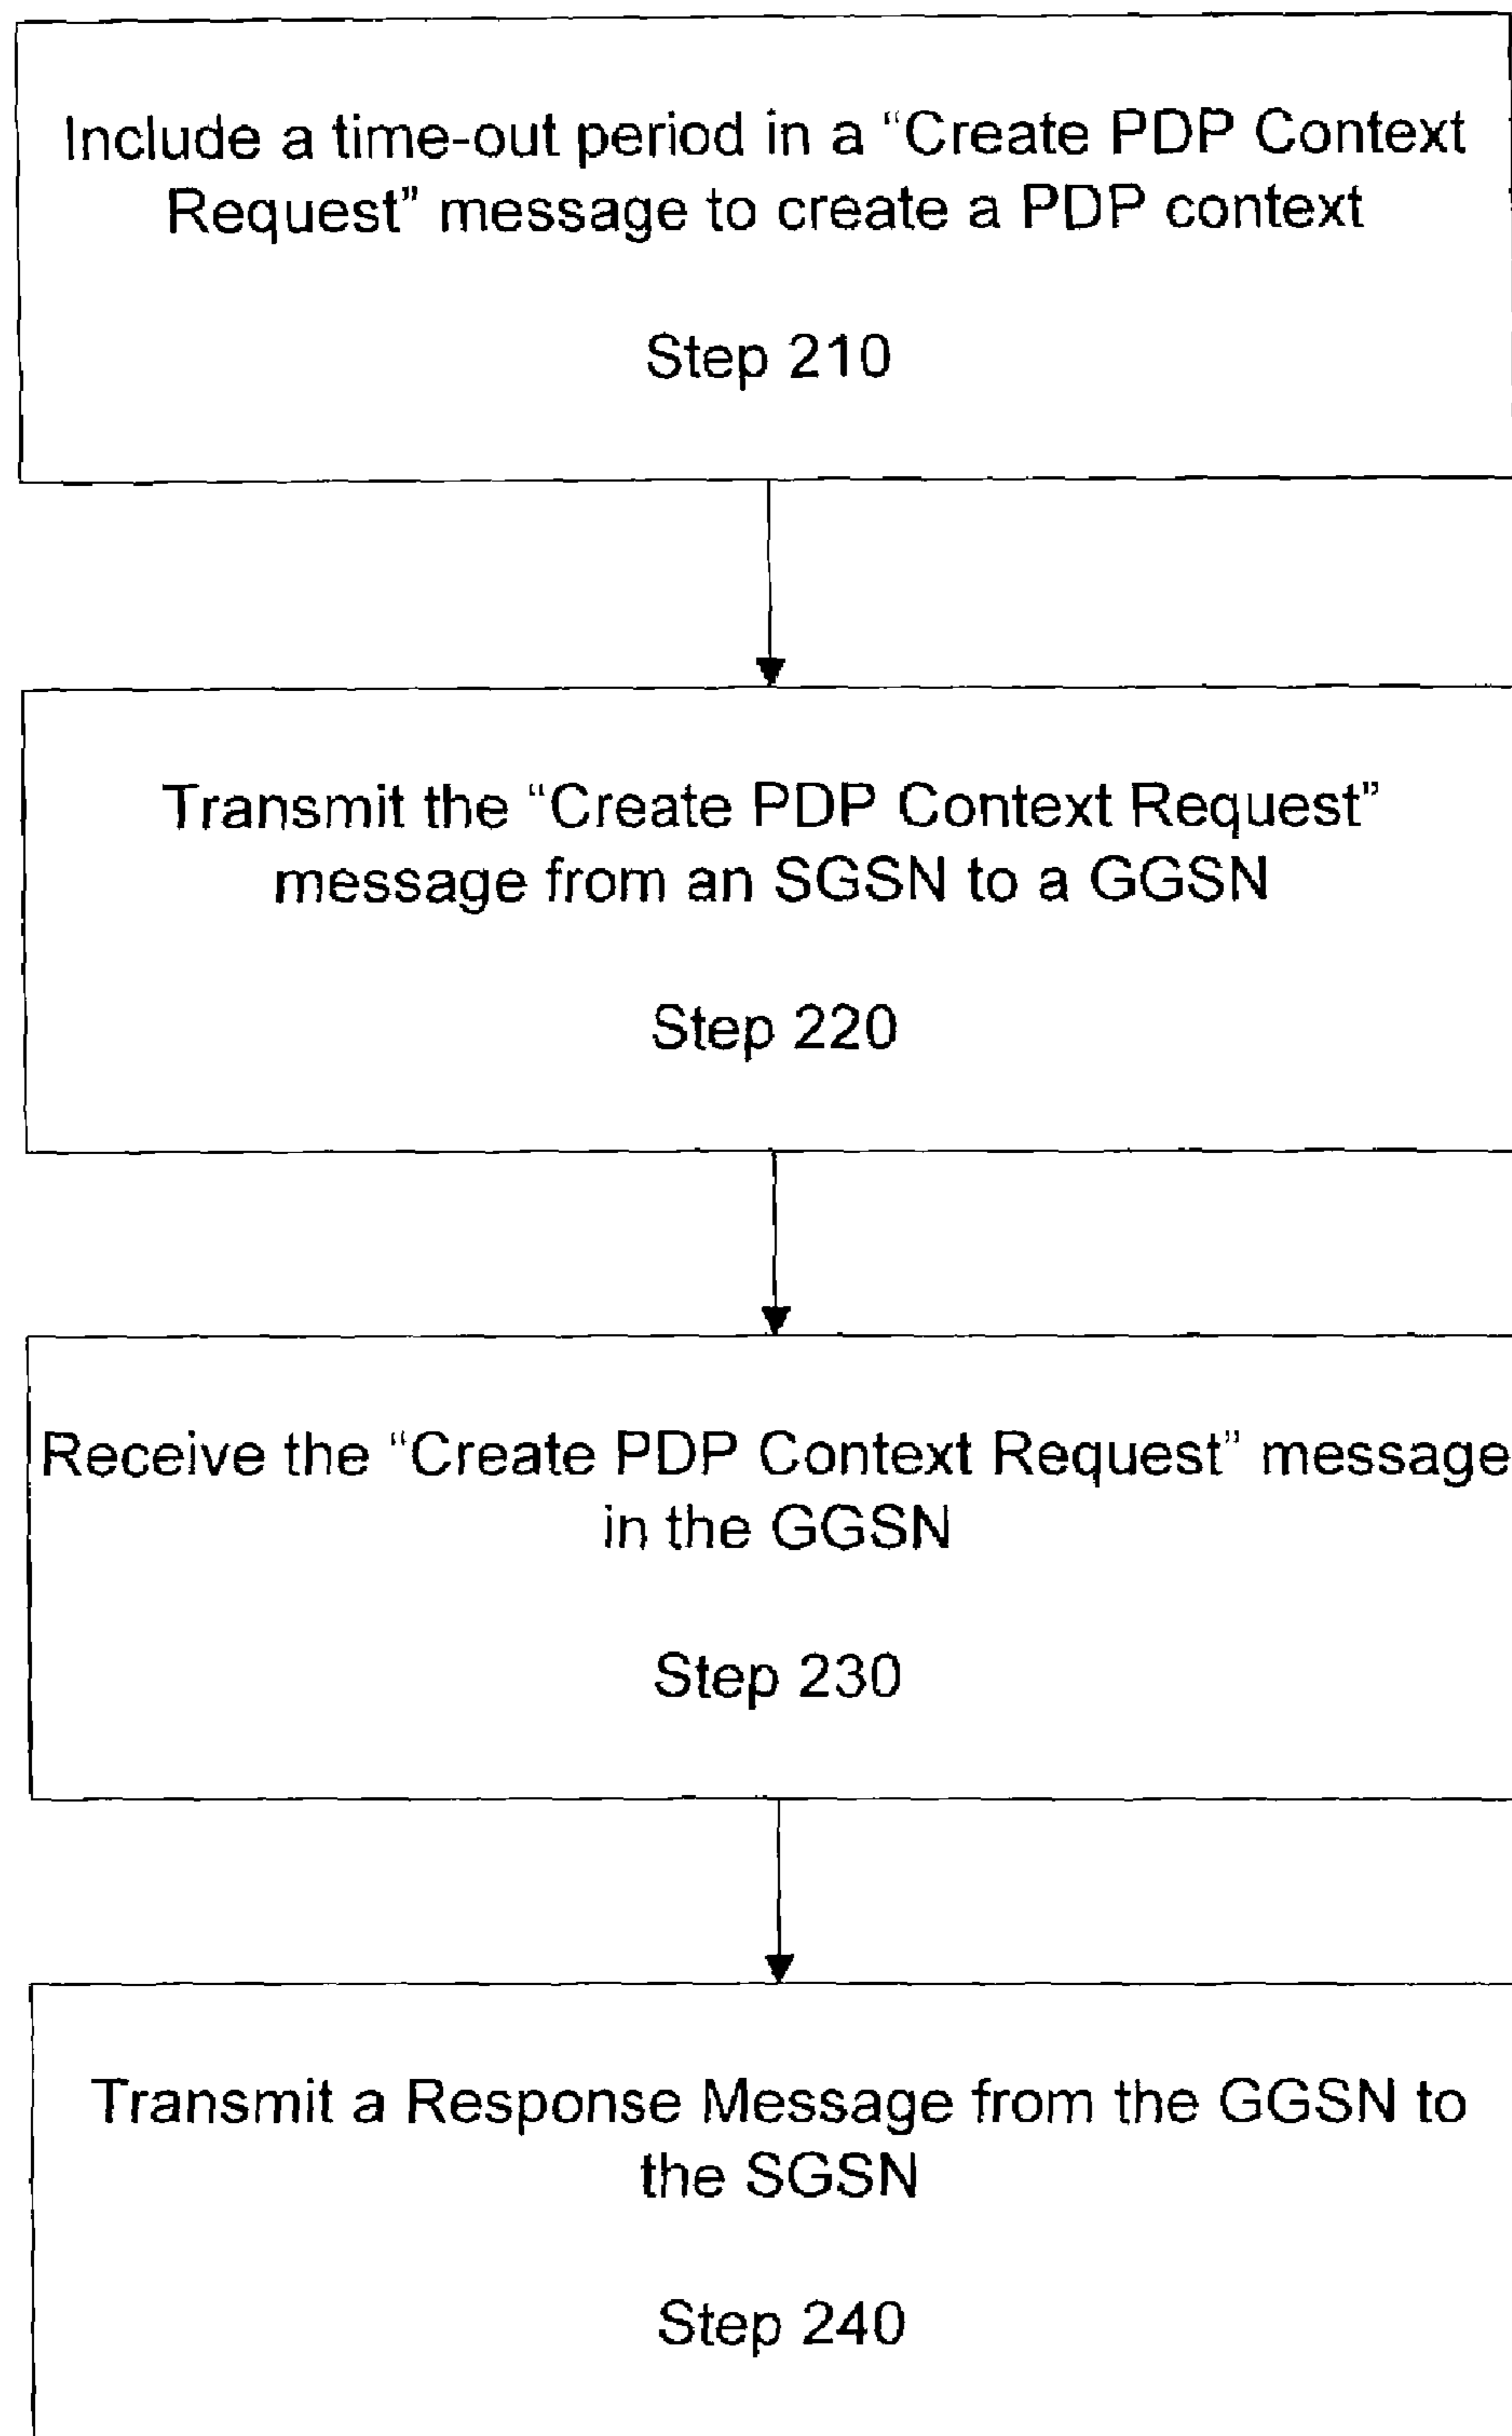 Include a time-out period in a “Create PDP Context
Request” message to create a PDP context
Step 210
Transmit the “Create PDP Context Request”
message from an SGSN to a GGSN
Step 220
Receive the “Create PDP Context Request” message
in the GGSN
Step 230
Transmit a Response Message from the GGSN to
the SGSN
Step 240